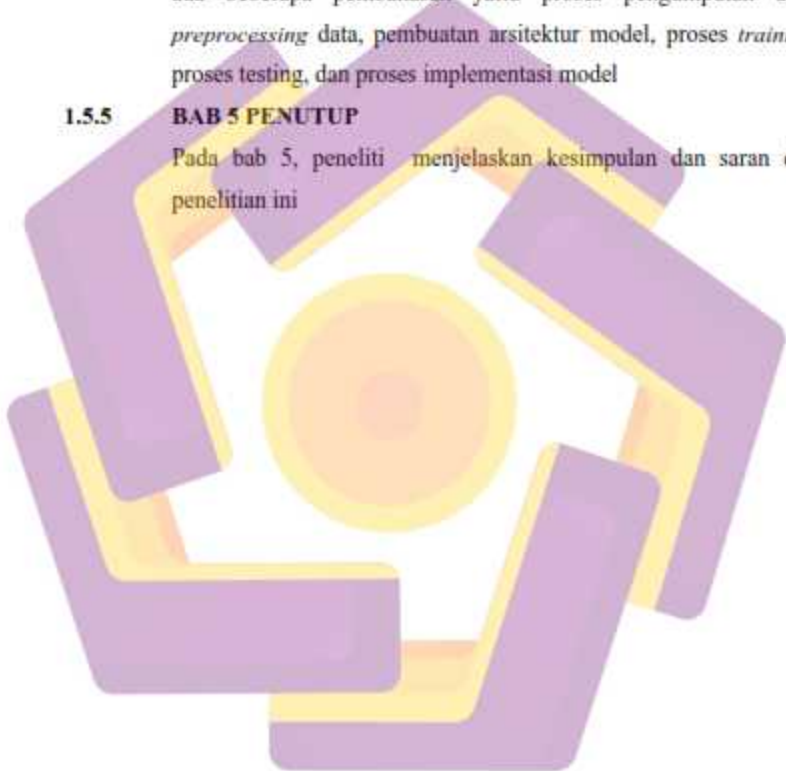 preprocessing data, pembuatan arsitektur model, proses
proses testing, dan proses implementasi model
1.5.5 BAB 5 PENUTUP
Pada bab 5, peneliti menjelaskan kesimpulan dan saran
penelitian ini